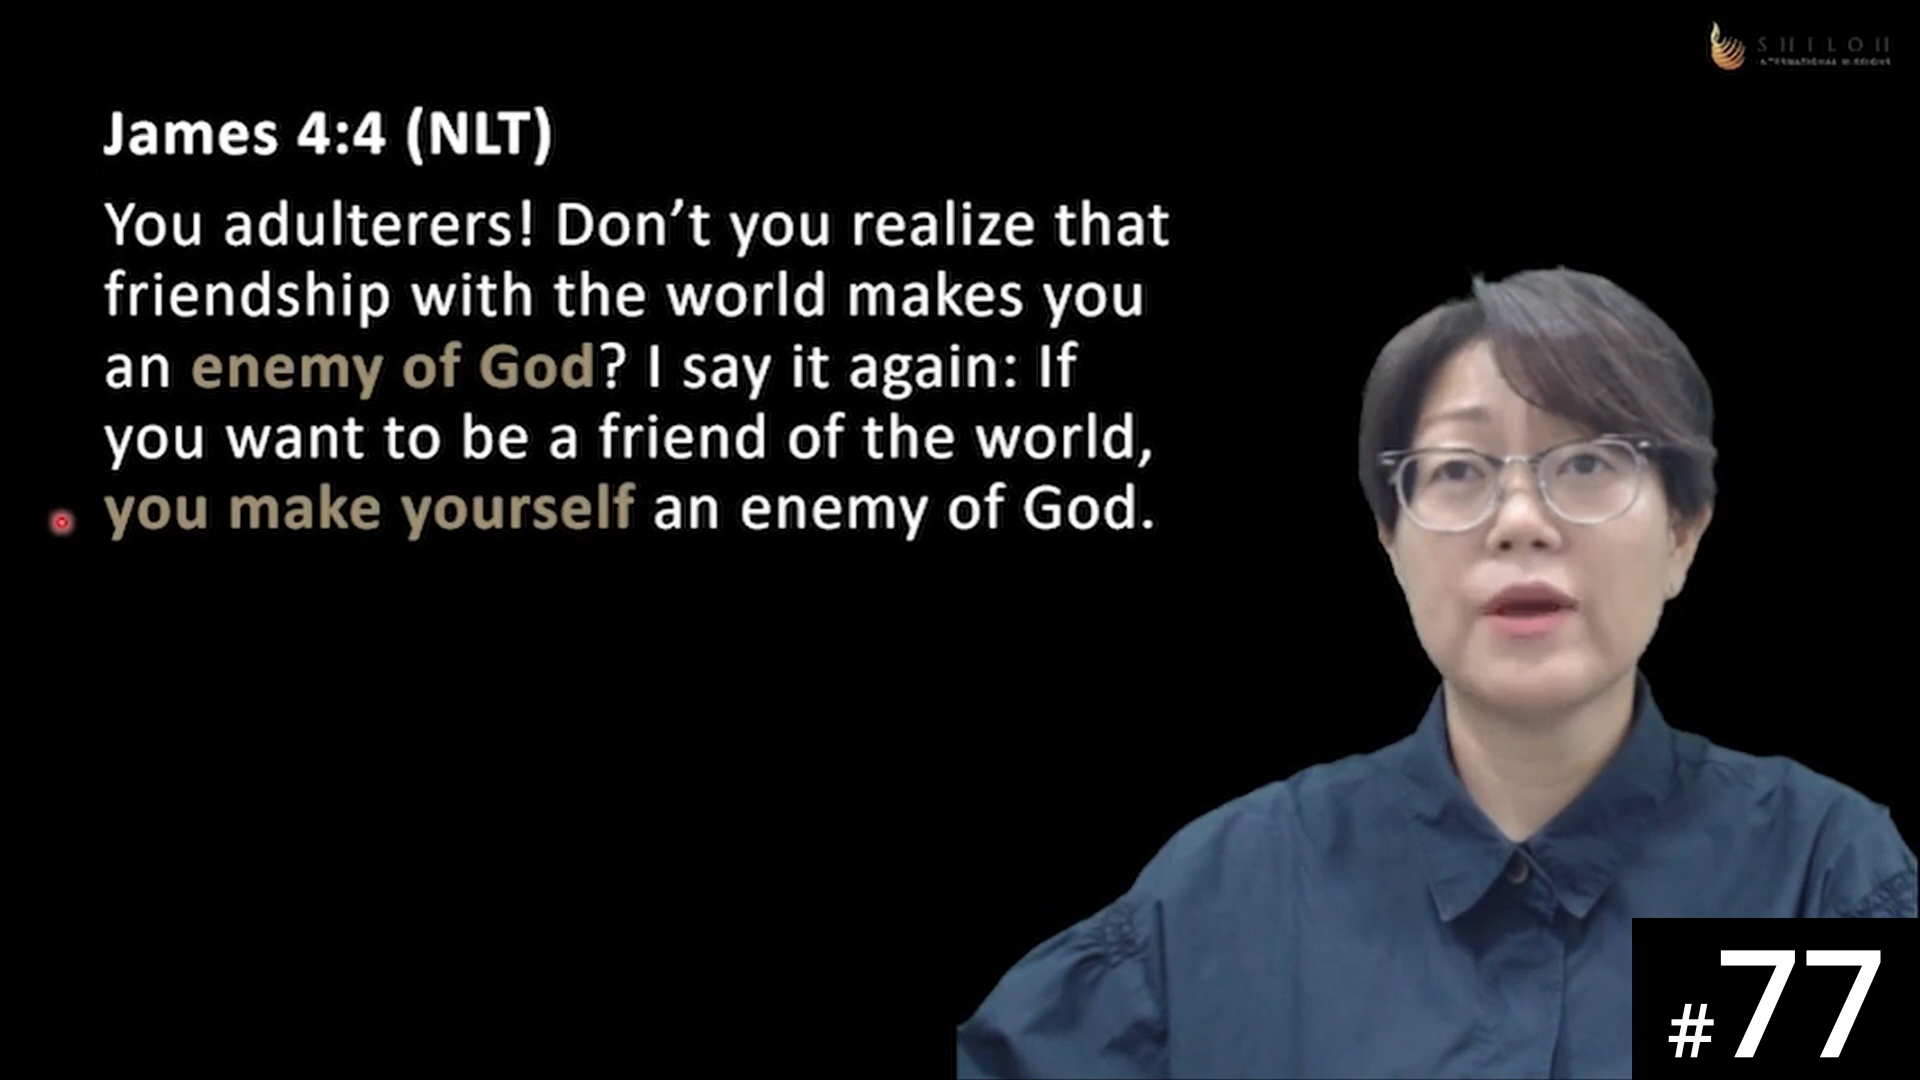 SHILOH
INTERNATIONAL MISSIONS
James 4:4 (NLT)
You adulterers! Don’t you realize that
friendship with the world makes you
an enemy of God? I say it again: If
you want to be a friend of the world,
you make yourself an enemy of God.
#77